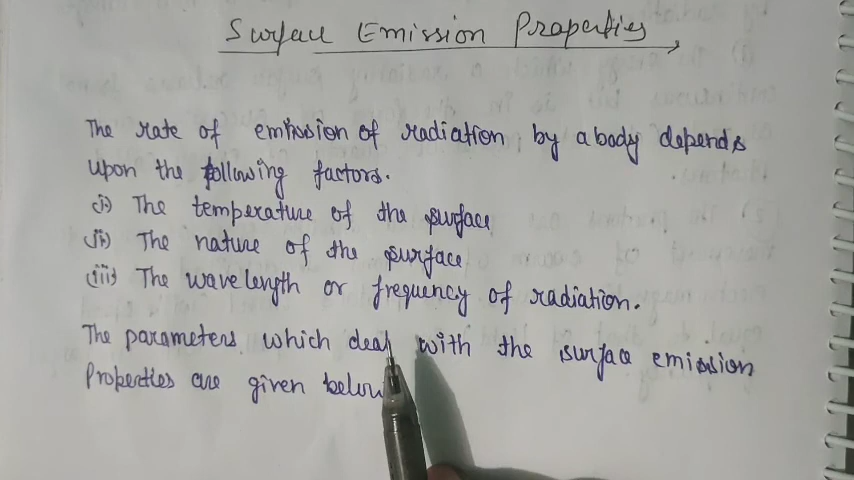 Surface Emission Properties
The rate of emission of radiation by a body depends
upon the following factors.
(i) The temperature of the surface
(ii) The nature of the surface
(iii) The wavelength or frequency of radiation.
The parameters which deal with the surface emission
Properties are given below